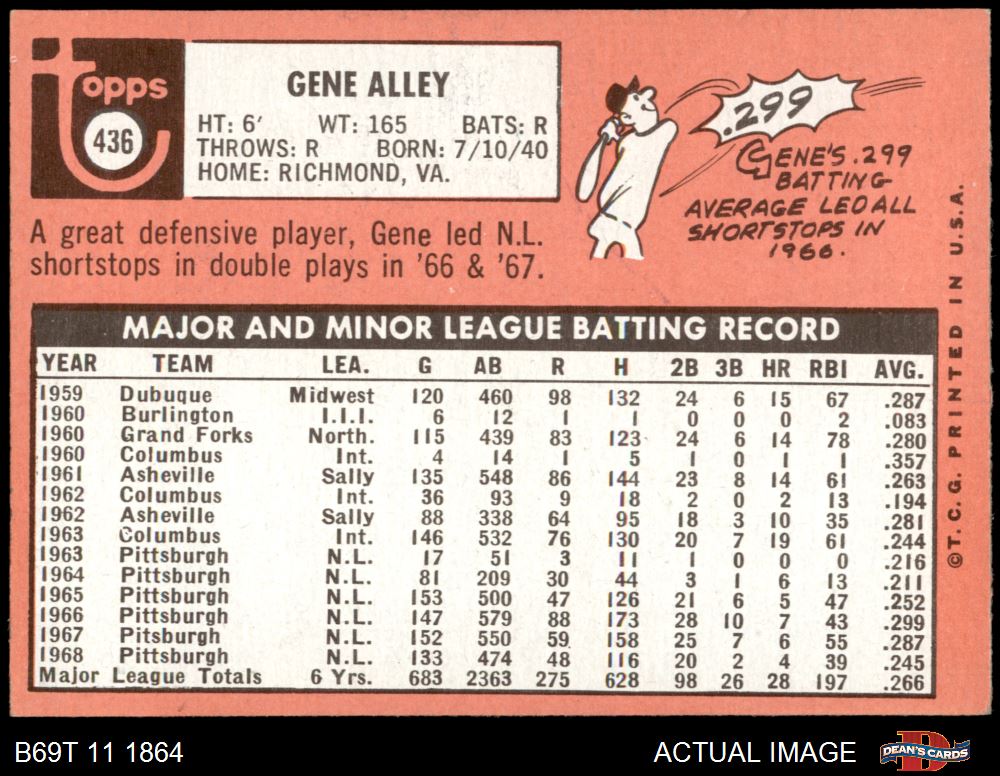 topps
436
GENE ALLEY
HT: 6' WT: 165 BATS: R
THROWS: R BORN: 7/10/40
HOME: RICHMOND, VA.
.299
GENE'S .299
BATTING
AVERAGE LED ALL
SHORTSTOPS IN
1966.
A great defensive player, Gene led N.L.
shortstops in double plays in '66 & '67.
MAJOR AND MINOR LEAGUE BATTING RECORD
YEAR TEAM LEA. G AB R H 2B 3B HR RBI AVG.
1959 Dubuque Midwest 120 460 98 132 24 6 15 67 .287
1960 Burlington I.I.I. 6 12 1 1 0 0 0 2 .083
1960 Grand Forks North. 115 439 83 123 24 6 14 78 .280
1960 Columbus Int. 4 14 1 5 1 0 1 1 .357
1961 Asheville Sally 135 548 86 144 23 8 14 61 .263
1962 Columbus Int. 36 93 9 18 2 0 2 13 .194
1962 Asheville Sally 88 338 64 95 18 3 10 35 .281
1963 Columbus Int. 146 532 76 130 20 7 19 61 .244
1963 Pittsburgh N.L. 17 51 3 11 1 0 0 0 .216
1964 Pittsburgh N.L. 81 209 30 44 3 1 6 13 .211
1965 Pittsburgh N.L. 153 500 47 126 21 6 5 47 .252
1966 Pittsburgh N.L. 147 579 88 173 28 10 7 43 .299
1967 Pitsburgh N.L. 152 550 59 158 25 7 6 55 .287
1968 Pittsburgh N.L. 133 474 48 116 20 2 4 39 .245
Major League Totals 6 Yrs. 683 2363 275 628 98 26 28 197 .266
©T.C.G. PRINTED IN U.S.A.
B69T 11 1864
ACTUAL IMAGE
D
DEAN'S CARDS